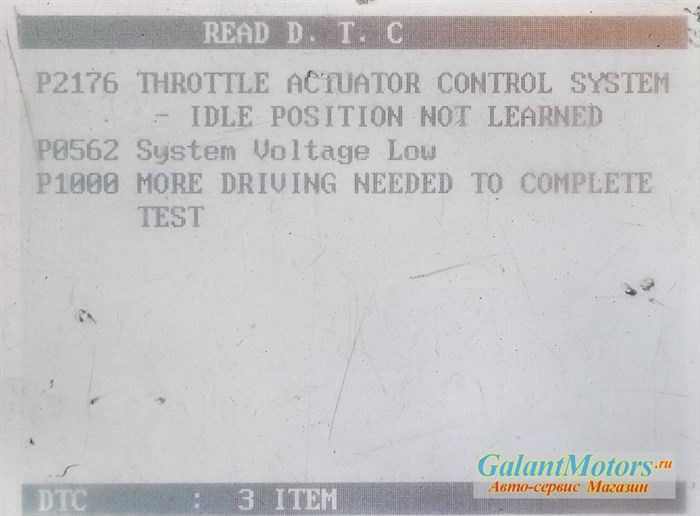 READ D. T. C
P2176 THROTTLE ACTUATOR CONTROL SYSTEM
- IDLE POSITION NOT LEARNED
P0562 System Voltage Low
P1000 MORE DRIVING NEEDED TO COMPLETE
TEST
GalantMotors.ru
Авто-сервис Магазин
DTC : 3 ITEM